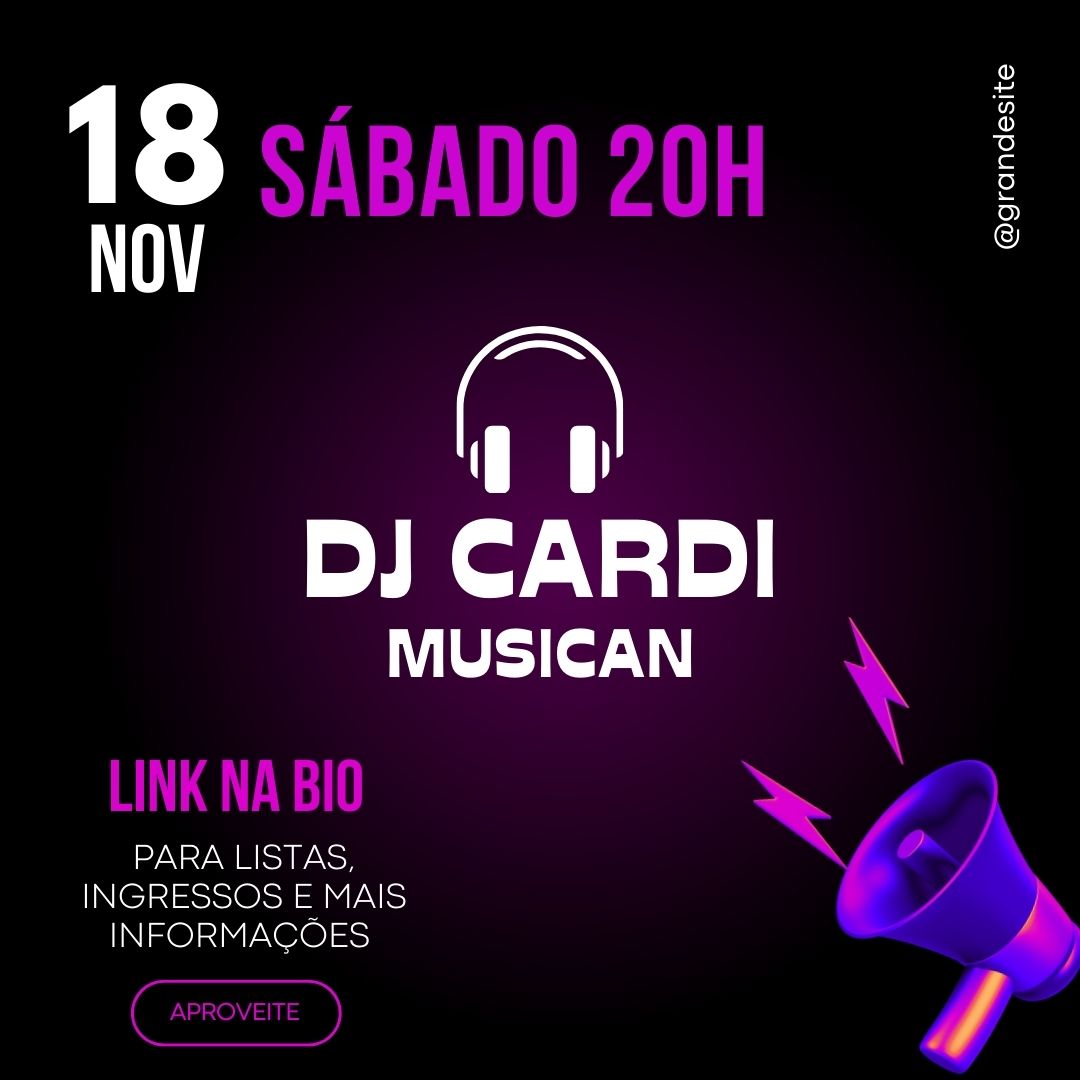 18
NOV
SÁBADO 20H
@grandesite
DJ CARDI
MUSICAN
LINK NA BIO
PARA LISTAS,
INGRESSOS E MAIS
INFORMAÇÕES
APROVEITE